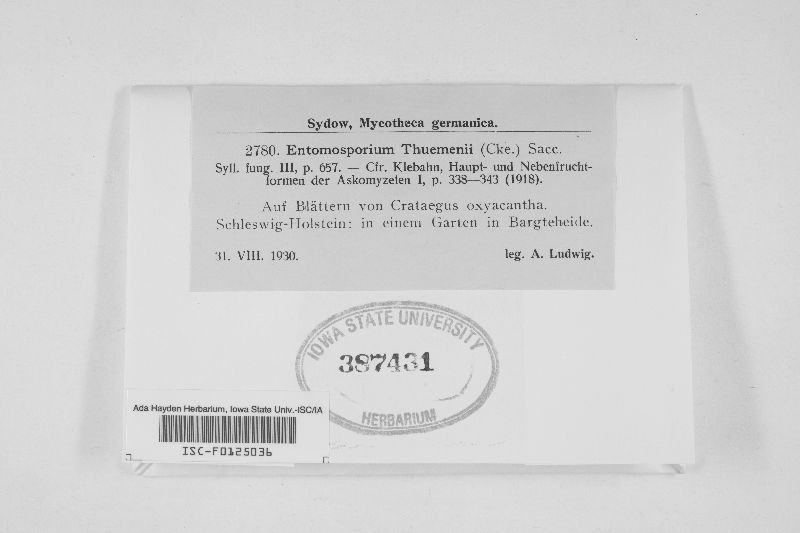 Sydow, Mycotheca germanica.
2780. Entomosporium Thuemenii (Cke.) Sacc.
Syll. fung. III, p. 657. — Cfr. Klebahn, Haupt- und Nebenfrucht-
formen der Askomyzeten I, p. 338—343 (1918).
Auf Blättern von Crataegus oxyacantha.
Schleswig-Holstein: in einem Garten in Bargteheide.
31. VIII. 1930. leg. A. Ludwig.
IOWA STATE UNIVERSITY
387431
HERBARIUM
Ada Hayden Herbarium, Iowa State Univ.-ISC/IA
ISC-F0125036